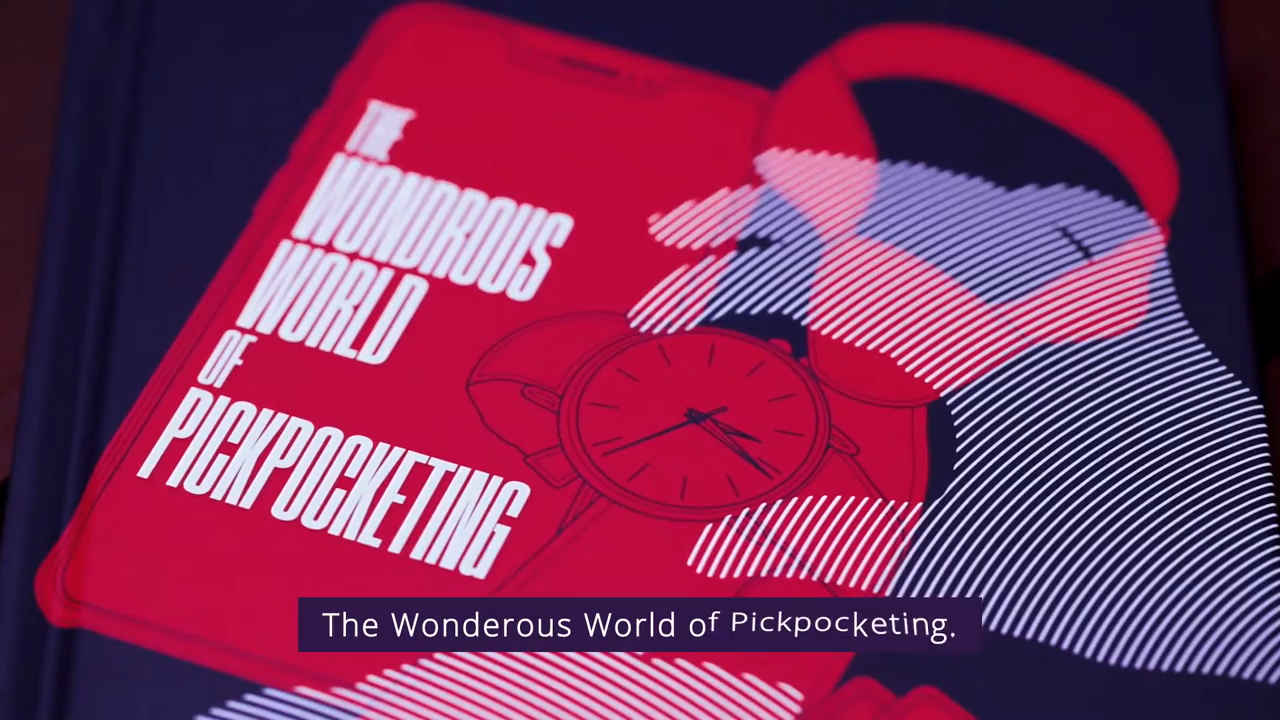 THE
WONDROUS
WORLD
OF
PICKPOCKETING
The Wonderous World of Pickpocketing.